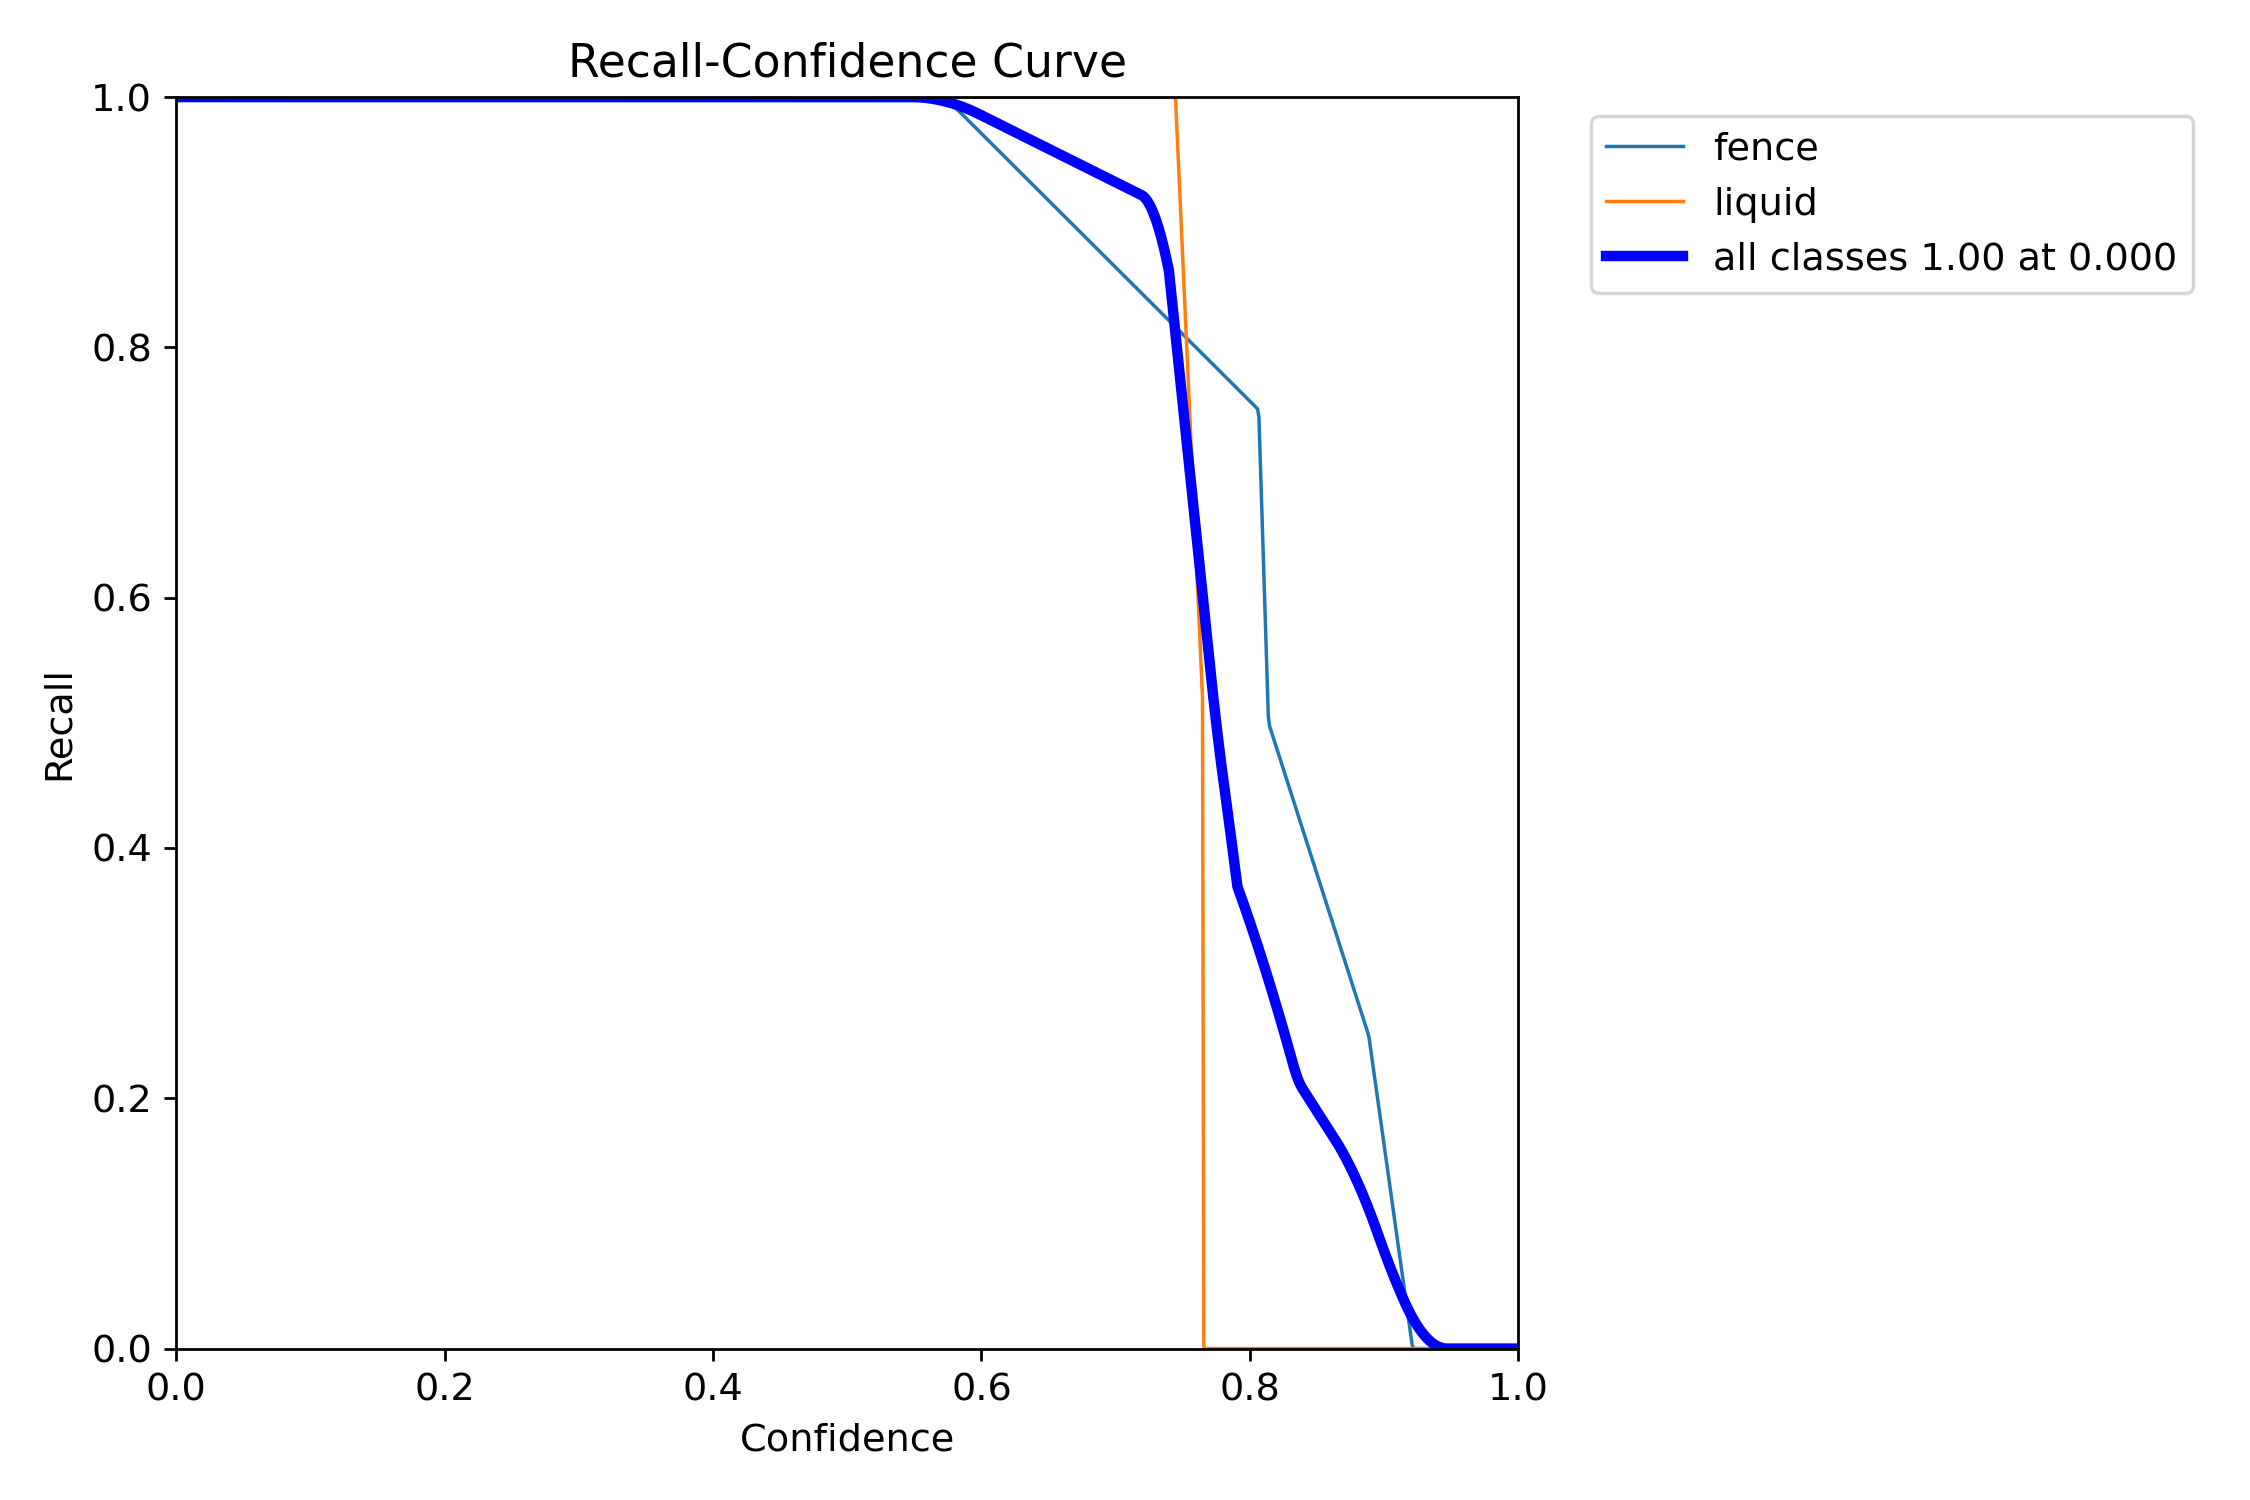 Recall-Confidence Curve
1.0
0.8
0.6
0.4
0.2
0.0
Recall
0.0 0.2 0.4 0.6 0.8 1.0
Confidence
fence
liquid
all classes 1.00 at 0.000